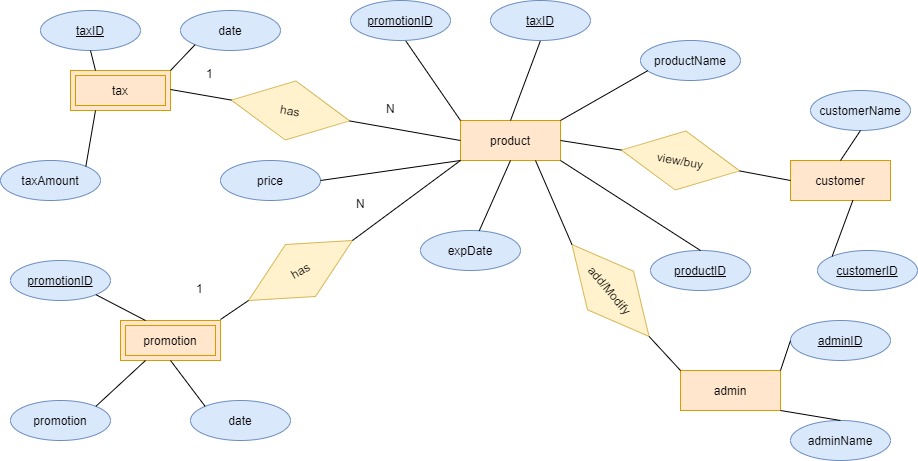 promotionID
taxID
taxID
date
productName
1
tax
N
has
customerName
product
view/buy
taxAmount
price
customer
N
expDate
promotionID
has
productID
customerID
1
add/Modify
promotion
adminID
admin
promotion
date
adminName